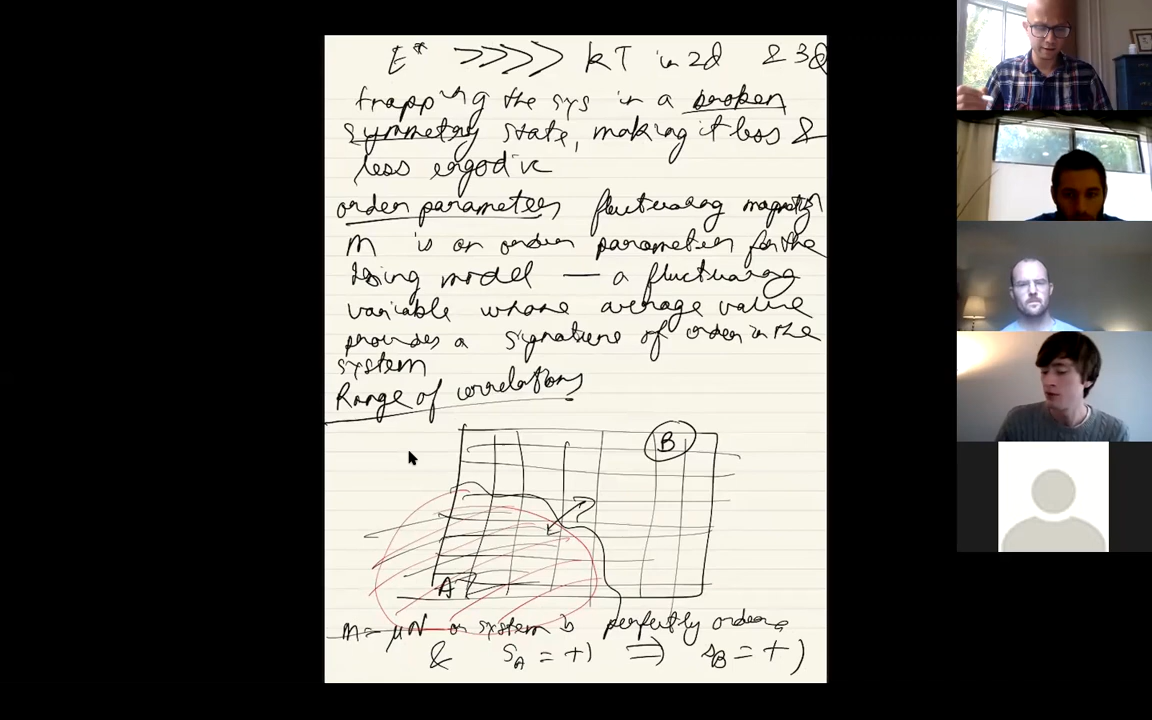 E* >>>> kT in 2d & 3d
trapping the sys in a broken
symmetry state, making it less &
less ergodic
order parameter, fluctuating magnetizn
M is an order parameter for the
Ising model — a fluctuating
variable whose average value
provides a signature of order in the
system
Range of correlations
B
A
M = μN or system is perfectly ordere
& S_A = +1 ⇒ s_B = +1